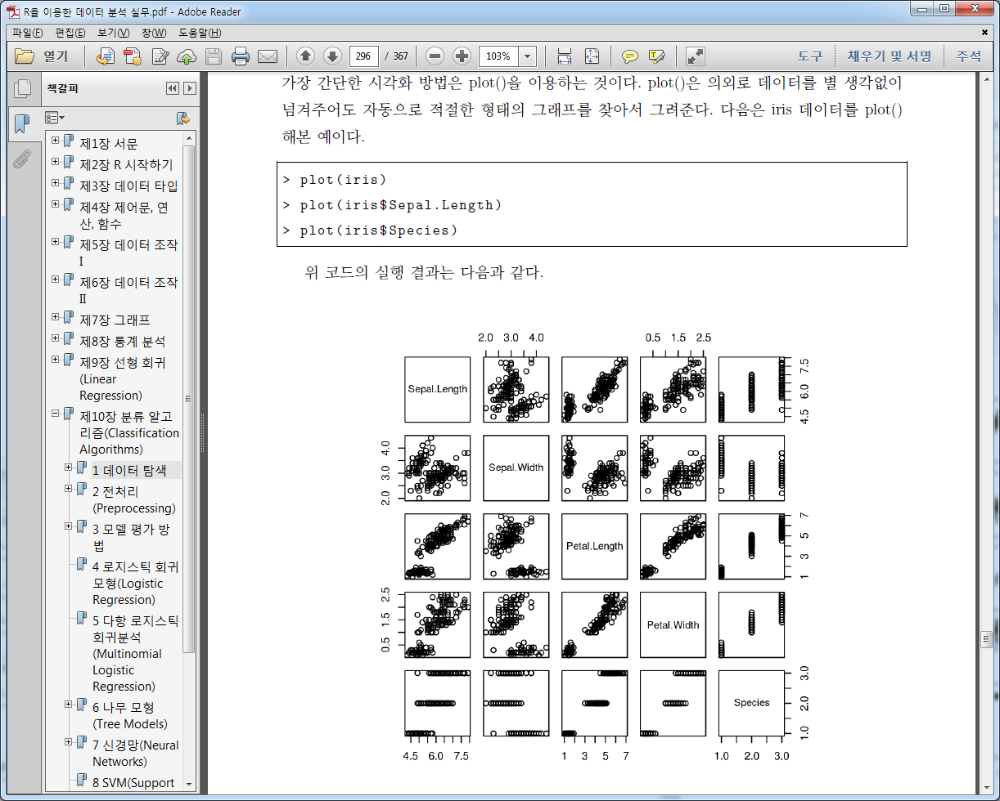 R을 이용한 데이터 분석 실무.pdf - Adobe Reader
파일(F) 편집(E) 보기(V) 창(W) 도움말(H)
열기
296 / 367
103%
도구 채우기 및 서명 주석
책갈피
제1장 서문
제2장 R 시작하기
제3장 데이터 타입
제4장 제어문, 연
산, 함수
제5장 데이터 조작
I
제6장 데이터 조작
II
제7장 그래프
제8장 통계 분석
제9장 선형 회귀
(Linear
Regression)
제10장 분류 알고
리즘(Classification
Algorithms)
1 데이터 탐색
2 전처리
(Preprocessing)
3 모델 평가 방
법
4 로지스틱 회귀
모형(Logistic
Regression)
5 다항 로지스틱
회귀분석
(Multinomial
Logistic
Regression)
6 나무 모형
(Tree Models)
7 신경망(Neural
Networks)
8 SVM(Support
가장 간단한 시각화 방법은 plot()을 이용하는 것이다. plot()은 의외로 데이터를 별 생각없이
넘겨주어도 자동으로 적절한 형태의 그래프를 찾아서 그려준다. 다음은 iris 데이터를 plot()
해본 예이다.
> plot(iris)
> plot(iris$Sepal.Length)
> plot(iris$Species)
위 코드의 실행 결과는 다음과 같다.
2.0 3.0 4.0
0.5 1.5 2.5
Sepal.Length
4.5 6.0 7.5
2.0 3.0 4.0
Sepal.Width
Petal.Length
1 3 5 7
0.5 1.5 2.5
Petal.Width
Species
1.0 2.0 3.0
4.5 6.0 7.5
1 3 5 7
1.0 2.0 3.0